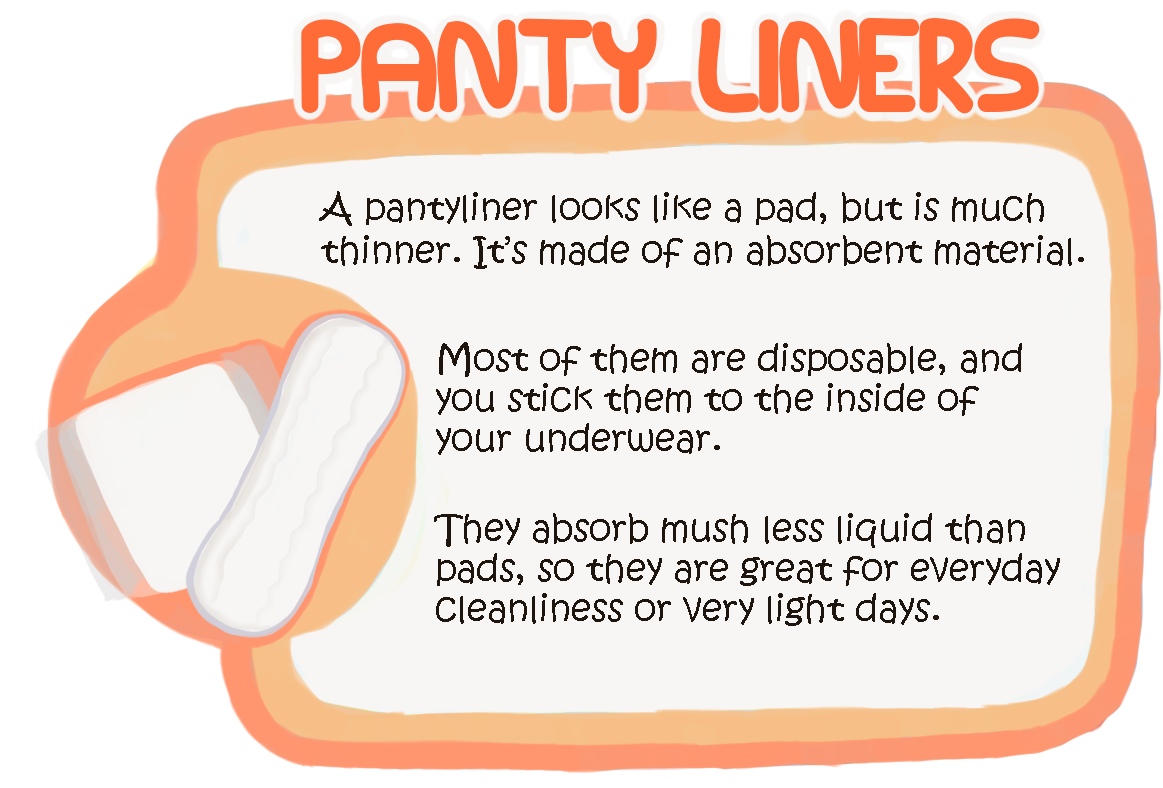 PANTY LINERS
A pantyliner looks like a pad, but is much
thinner. It's made of an absorbent material.
Most of them are disposable, and
you stick them to the inside of
your underwear.
They absorb mush less liquid than
pads, so they are great for everyday
cleanliness or very light days.